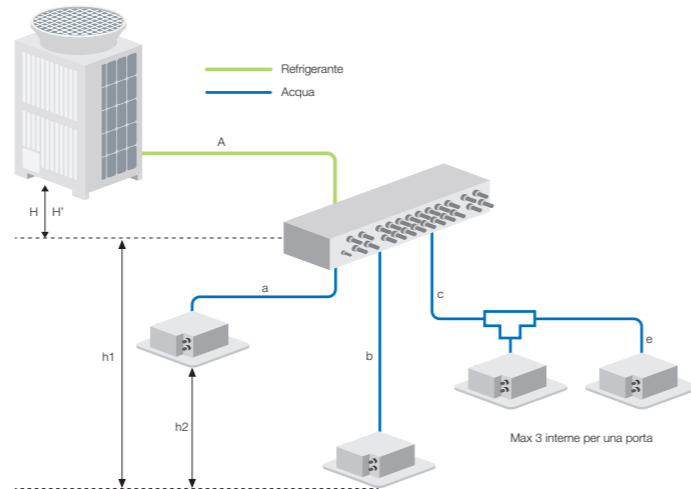 Refrigerante
Acqua
A
H H'
a
c
h1
b
e
h2
Max 3 interne per una porta